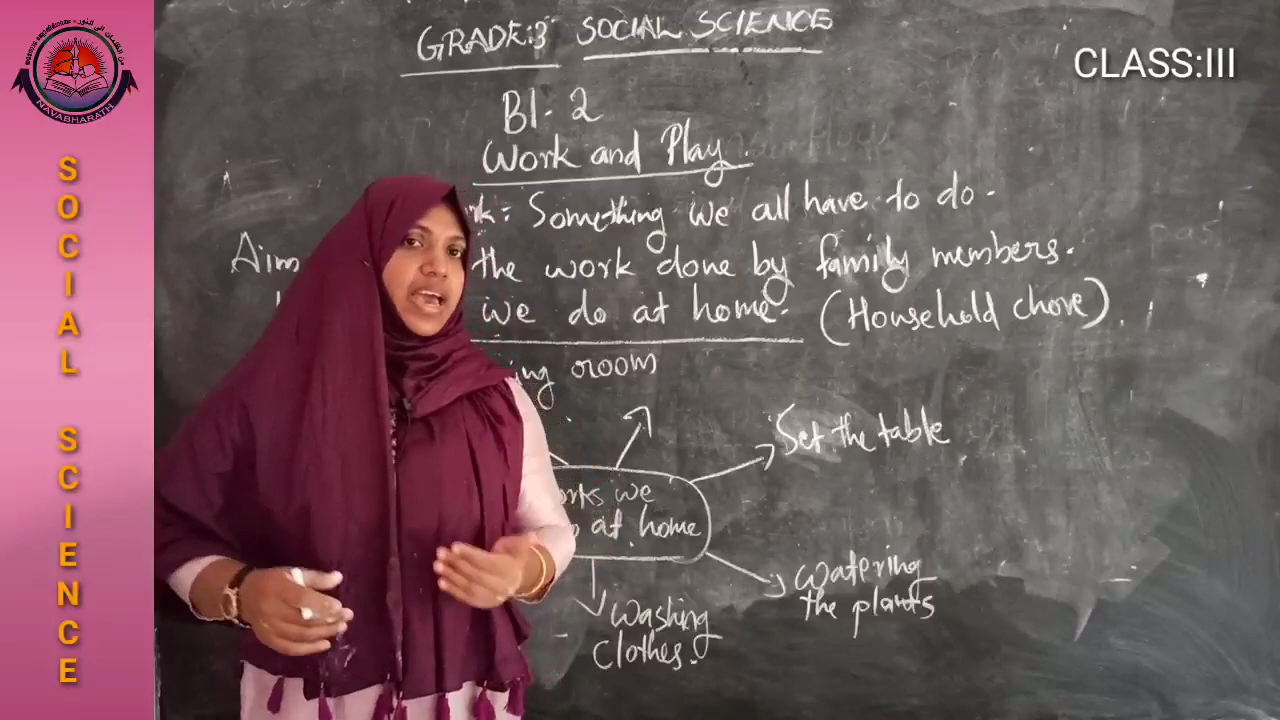 GRADE:3 SOCIAL SCIENCE
CLASS:III
Bl-2
Work and Play
: Something we all have to do.
Aim
the work done by family members.
we do at home. (Household chore)
room
Set the table
we
at home
Watering
the plants
Washing
clothes.
SOCIAL SCIENCE
NAVABHARATH